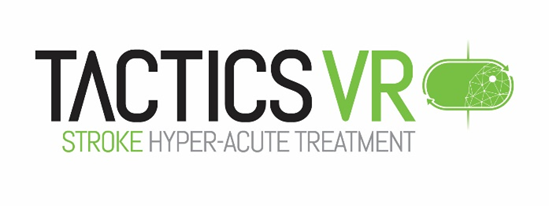 TACTICS VR
STROKE HYPER-ACUTE TREATMENT